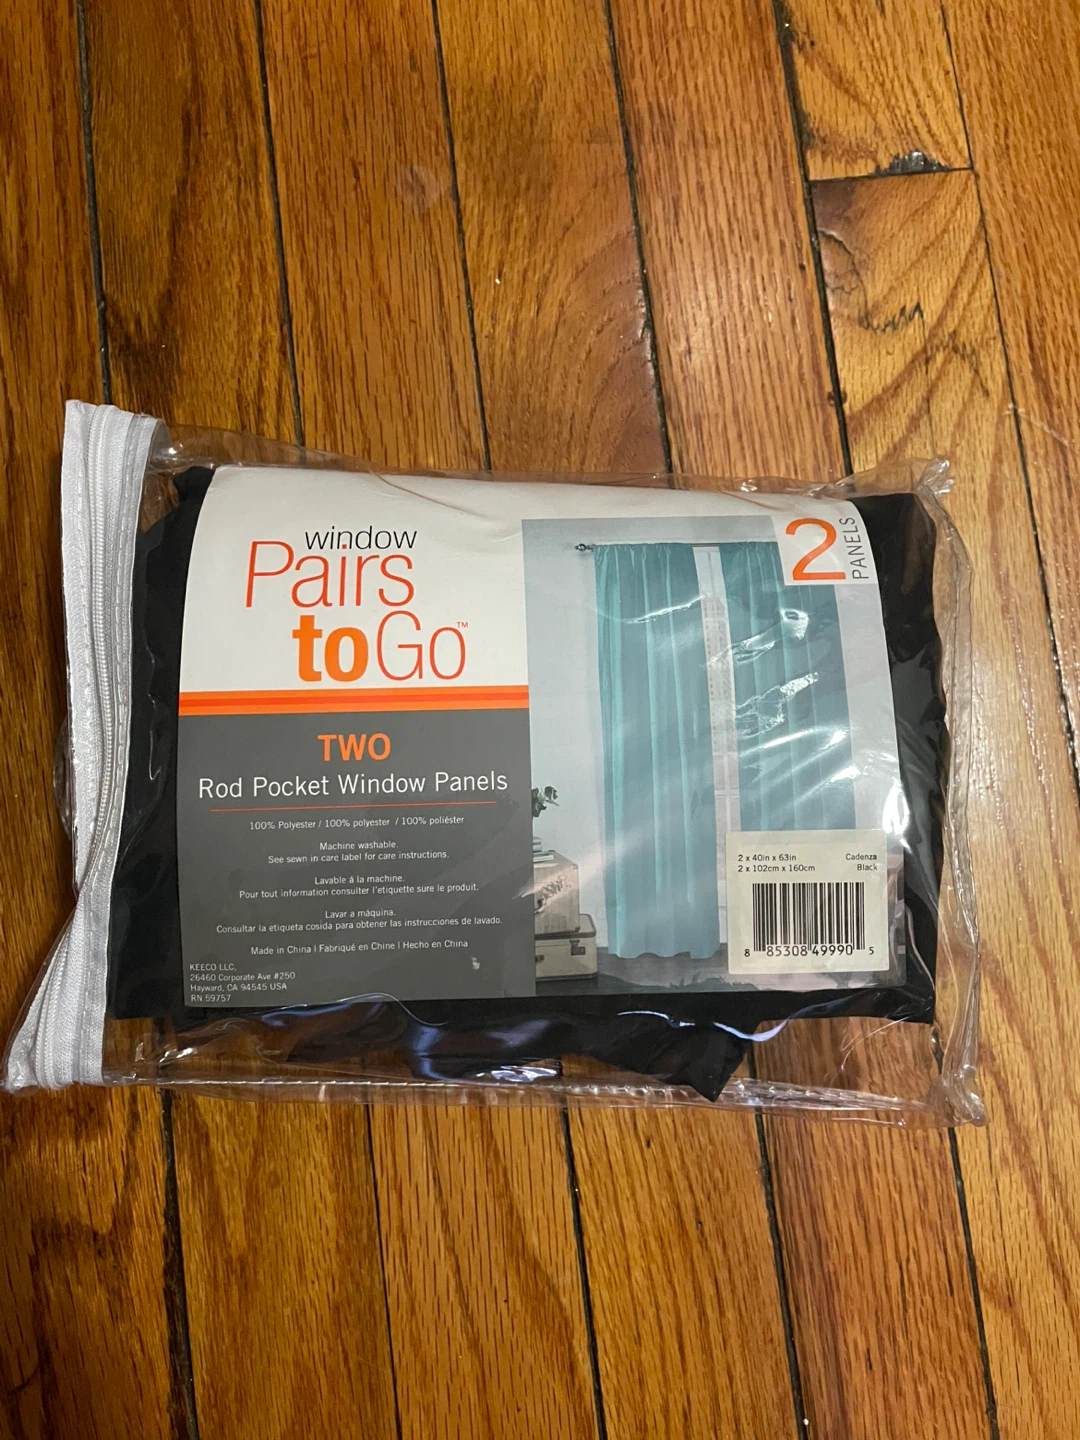 window
Pairs
toGo™
TWO
Rod Pocket Window Panels
100% Polyester / 100% polyester / 100% poliéster
Machine washable.
See sewn in care label for care instructions.
Lavable á la machine.
Pour tout information consulter l'etiquette sure le produit.
Lavar a máquina.
Consultar la etiqueta cosida para obtener las instrucciones de lavado.
Made in China | Fabriqué en Chine | Hecho en China
KEECO LLC,
26460 Corporate Ave #250
Hayward, CA 94545 USA
RN 59757
2 PANELS
2 x 40in x 63in Cadenza
2 x 102cm x 160cm Black
8 85308 49990 5